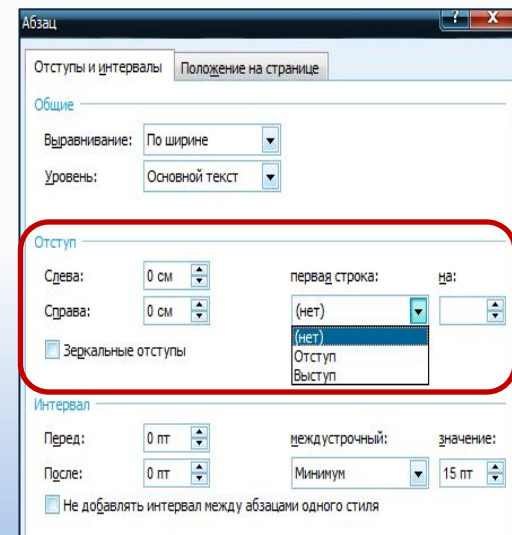 Абзац
Отступы и интервалы Положение на странице
Общие
Выравнивание: По ширине
Уровень: Основной текст
Отступ
Слева: 0 см первая строка: на:
Справа: 0 см (нет)
(нет)
Зеркальные отступы Отступ
Выступ
Интервал
Перед: 0 пт междустрочный: значение:
После: 0 пт Минимум 15 пт
Не добавлять интервал между абзацами одного стиля